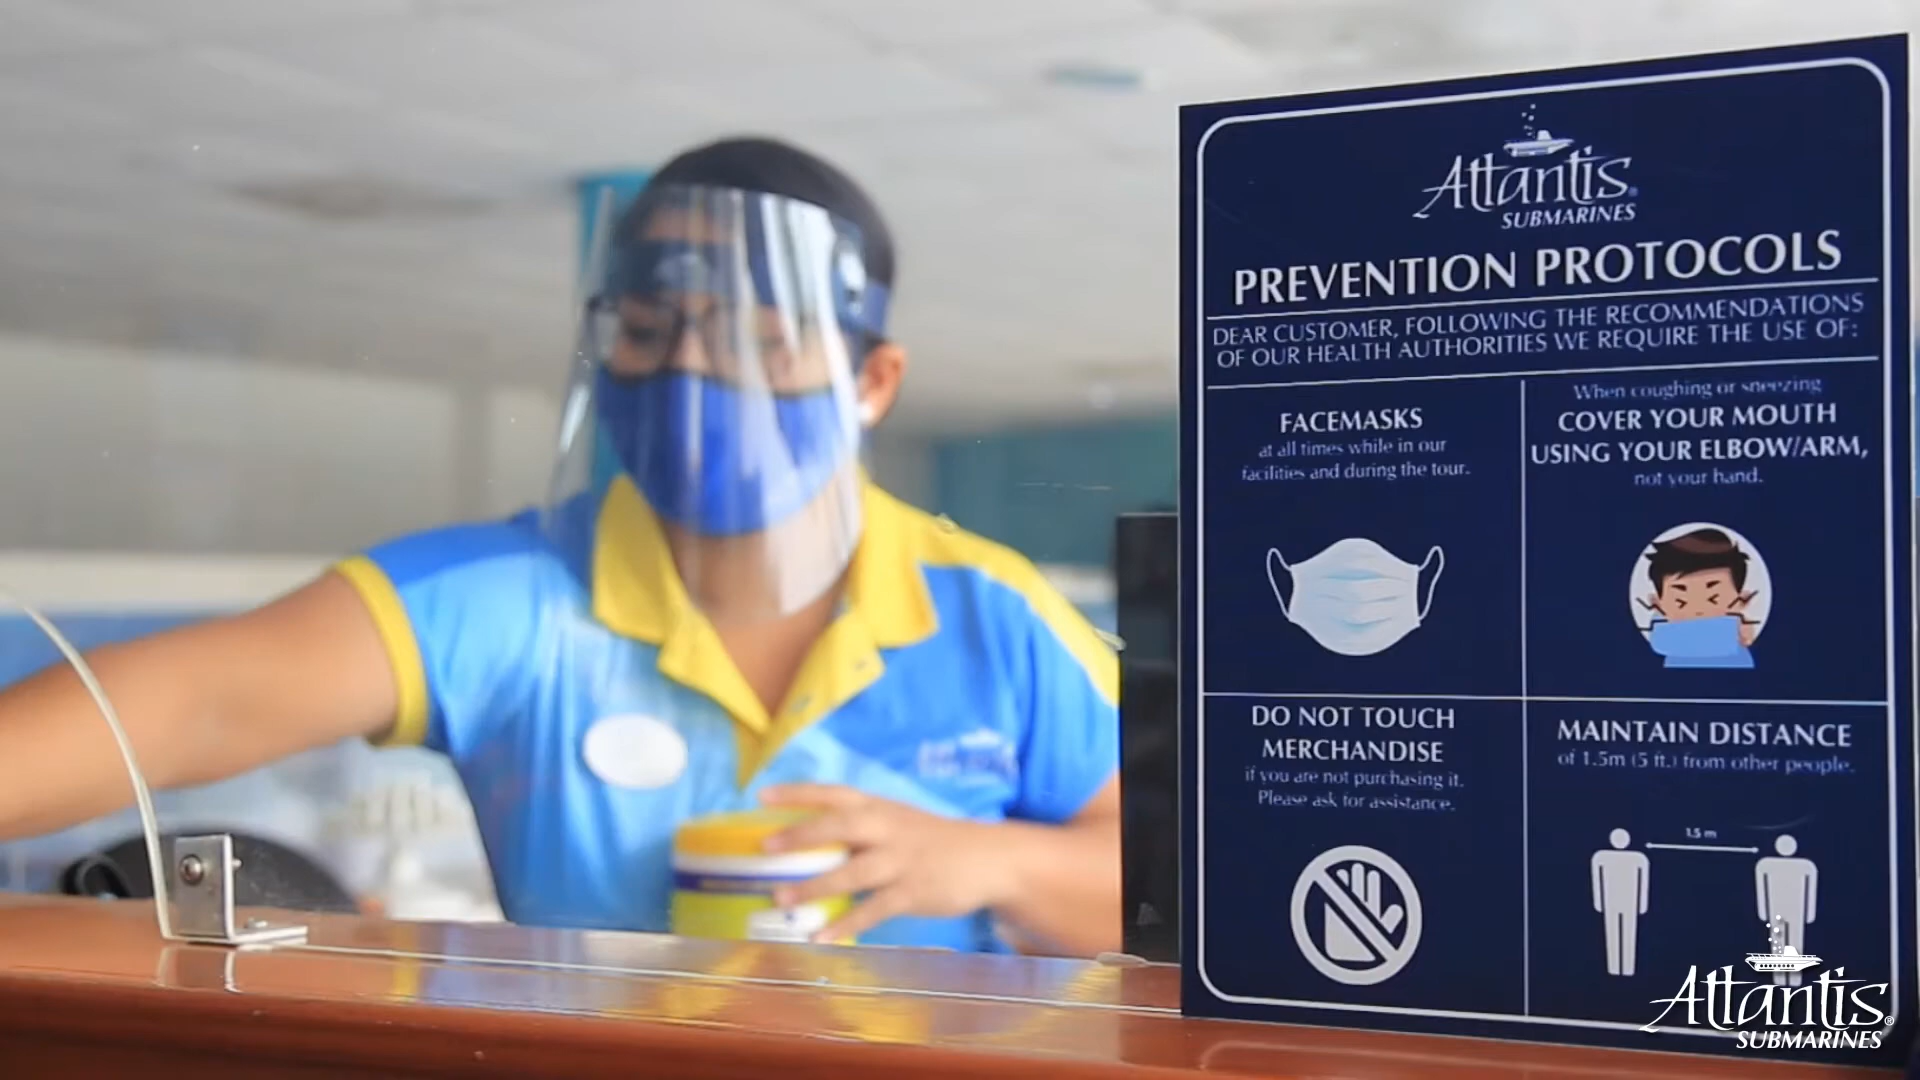 Atlantis
SUBMARINES
PREVENTION PROTOCOLS
DEAR CUSTOMER, FOLLOWING THE RECOMMENDATIONS
OF OUR HEALTH AUTHORITIES WE REQUIRE THE USE OF:
FACEMASKS
at all times while in our
facilities and during the tour.
When coughing or sneezing
COVER YOUR MOUTH
USING YOUR ELBOW/ARM,
not your hand.
DO NOT TOUCH
MERCHANDISE
if you are not purchasing it.
Please ask for assistance.
MAINTAIN DISTANCE
of 1.5m (5 ft.) from other people.
1.5 m
Atlantis®
SUBMARINES